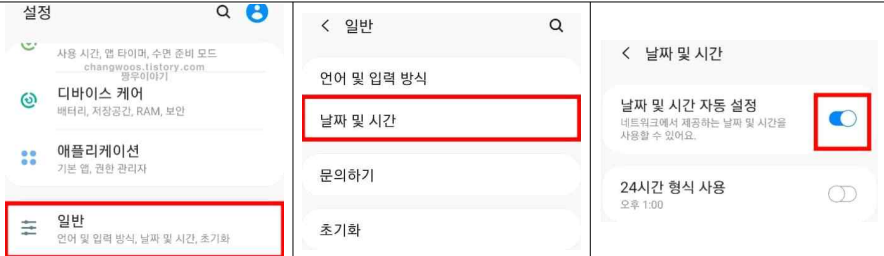 설정
사용 시간, 앱 타이머, 수면 준비 모드
changwoos.tistory.com
짱우이야기
디바이스 케어
배터리, 저장공간, RAM, 보안
애플리케이션
기본 앱, 권한 관리자
일반
언어 및 입력 방식, 날짜 및 시간, 초기화
일반
언어 및 입력 방식
날짜 및 시간
문의하기
초기화
날짜 및 시간
날짜 및 시간 자동 설정
네트워크에서 제공하는 날짜 및 시간을
사용할 수 있어요.
24시간 형식 사용
오후 1:00